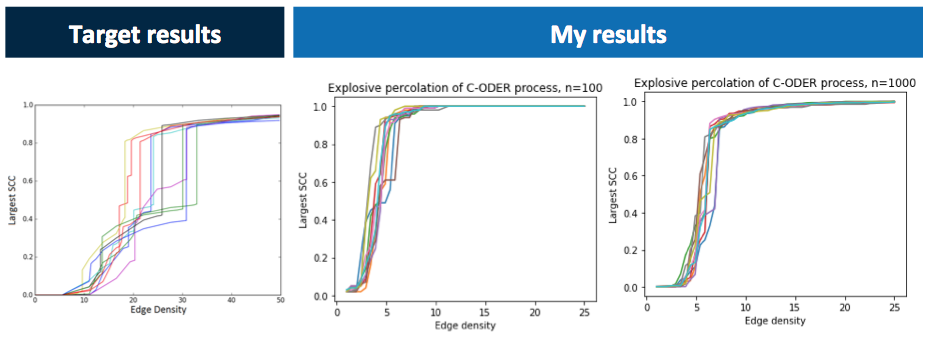 Target results
My results
Explosive percolation of C-ODER process, n=100
Explosive percolation of C-ODER process, n=1000
1.0
0.8
0.6
0.4
0.2
0.0
Largest SCC
0 10 20 30 40 50
Edge Density
1.0
0.8
0.6
0.4
0.2
0.0
Largest SCC
0 5 10 15 20 25
Edge density
1.0
0.8
0.6
0.4
0.2
0.0
Largest SCC
0 5 10 15 20 25
Edge density